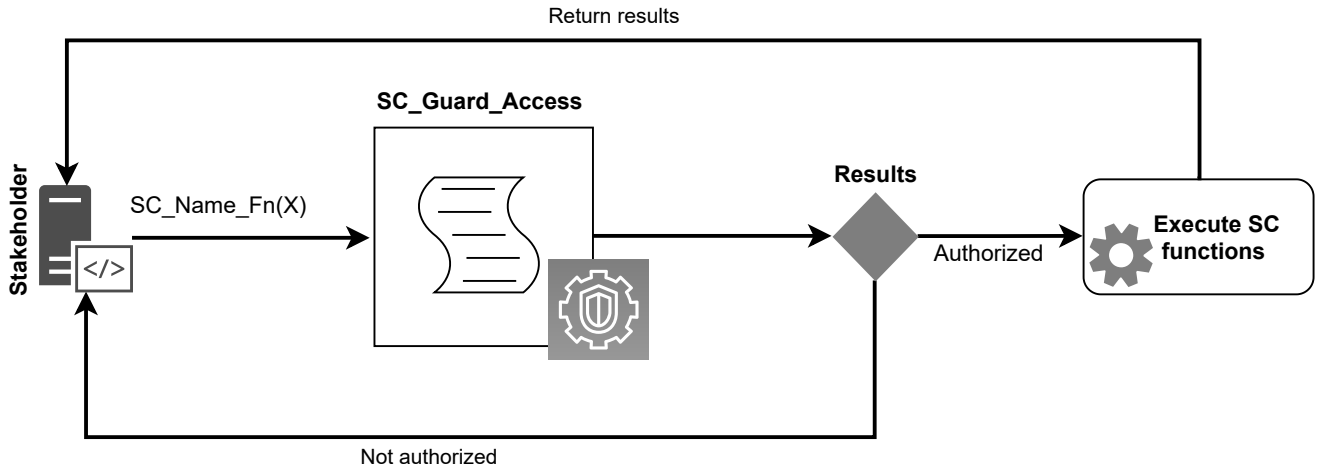 Return results
SC_Guard_Access
Stakeholder
SC_Name_Fn(X)
</>
Results
Authorized
Execute SC
functions
Not authorized